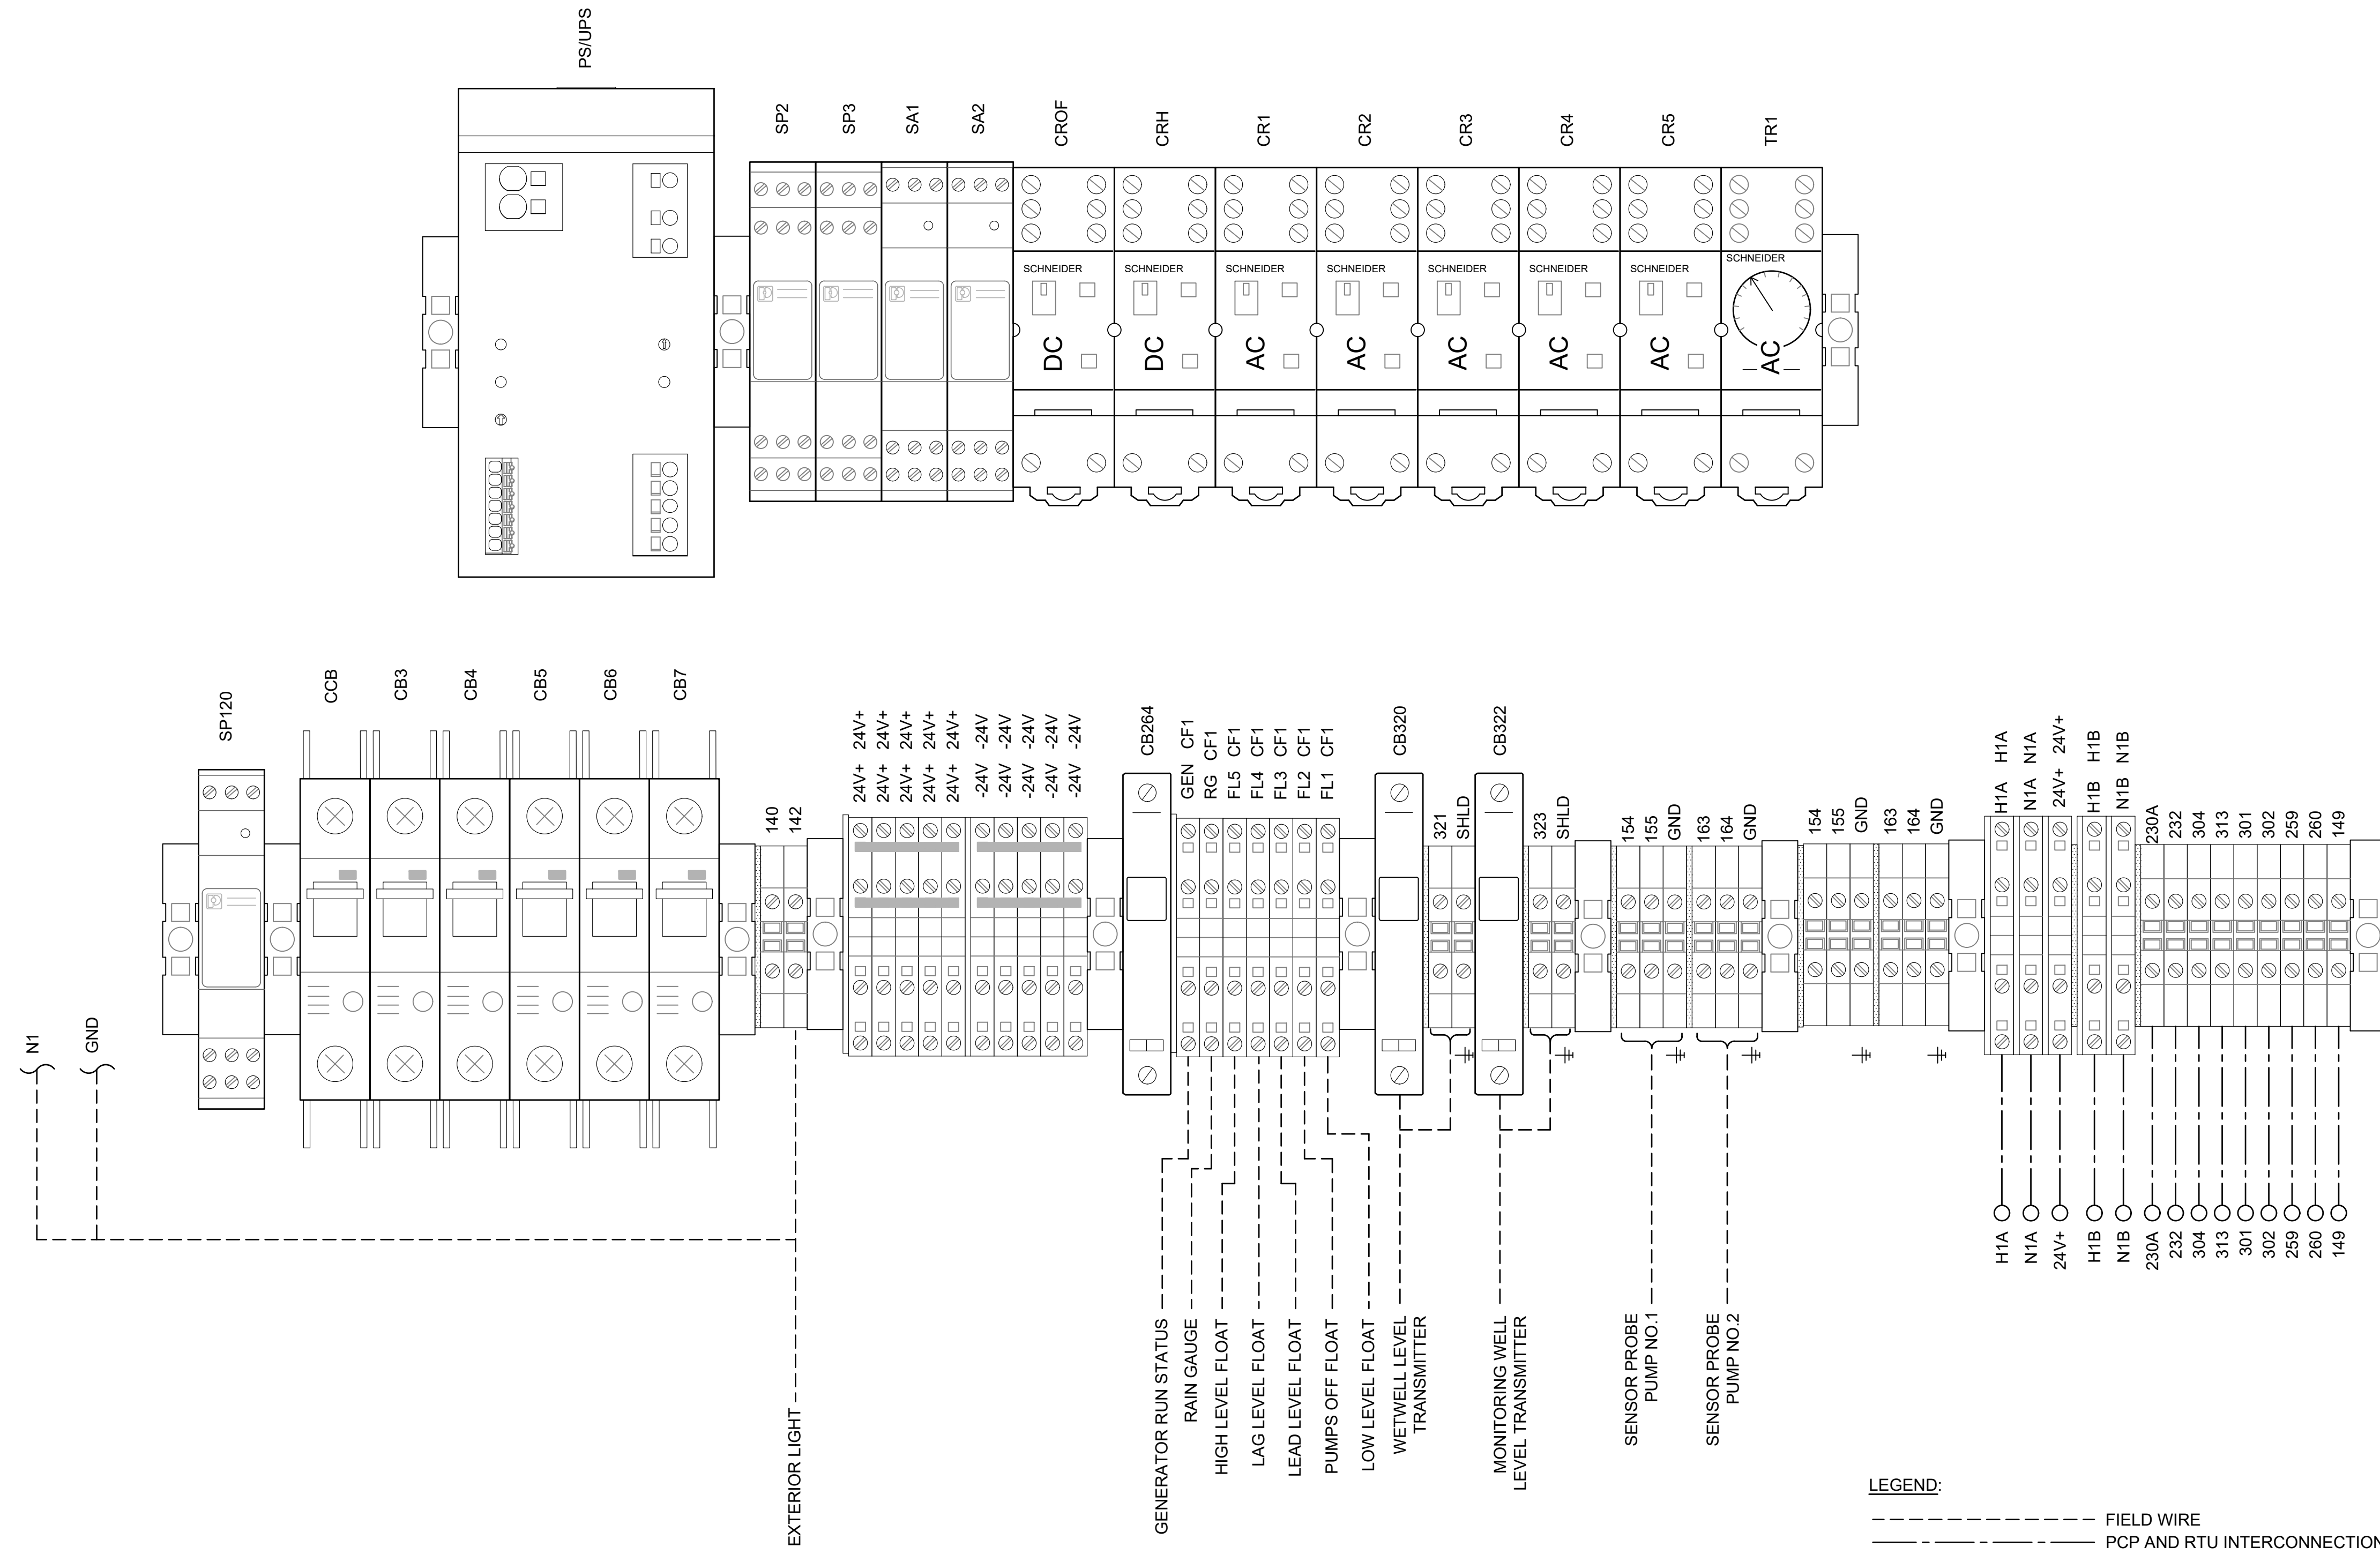 PS/UPS
SP2
SP3
SA1
SA2
CROF
CRH
CR1
CR2
CR3
CR4
CR5
TR1
SCHNEIDER
SCHNEIDER
SCHNEIDER
SCHNEIDER
SCHNEIDER
SCHNEIDER
SCHNEIDER
SCHNEIDER
DC
DC
AC
AC
AC
AC
AC
AC
N1
GND
SP120
CCB
CB3
CB4
CB5
CB6
CB7
140
142
24V+ 24V+
24V+ 24V+
24V+ 24V+
24V+ 24V+
24V+ 24V+
-24V -24V
-24V -24V
-24V -24V
-24V -24V
-24V -24V
CB264
GEN CF1
RG CF1
FL5 CF1
FL4 CF1
FL3 CF1
FL2 CF1
FL1 CF1
CB320
321
SHLD
CB322
323
SHLD
154
155
GND
163
164
GND
154
155
GND
163
164
GND
H1A H1A
N1A N1A
24V+ 24V+
H1B H1B
N1B N1B
230A
232
304
313
301
302
259
260
149
H1A
N1A
24V+
H1B
N1B
230A
232
304
313
301
302
259
260
149
EXTERIOR LIGHT
GENERATOR RUN STATUS
RAIN GAUGE
HIGH LEVEL FLOAT
LAG LEVEL FLOAT
LEAD LEVEL FLOAT
PUMPS OFF FLOAT
LOW LEVEL FLOAT
WETWELL LEVEL
TRANSMITTER
MONITORING WELL
LEVEL TRANSMITTER
SENSOR PROBE
PUMP NO.1
SENSOR PROBE
PUMP NO.2
LEGEND:
FIELD WIRE
PCP AND RTU INTERCONNECTION